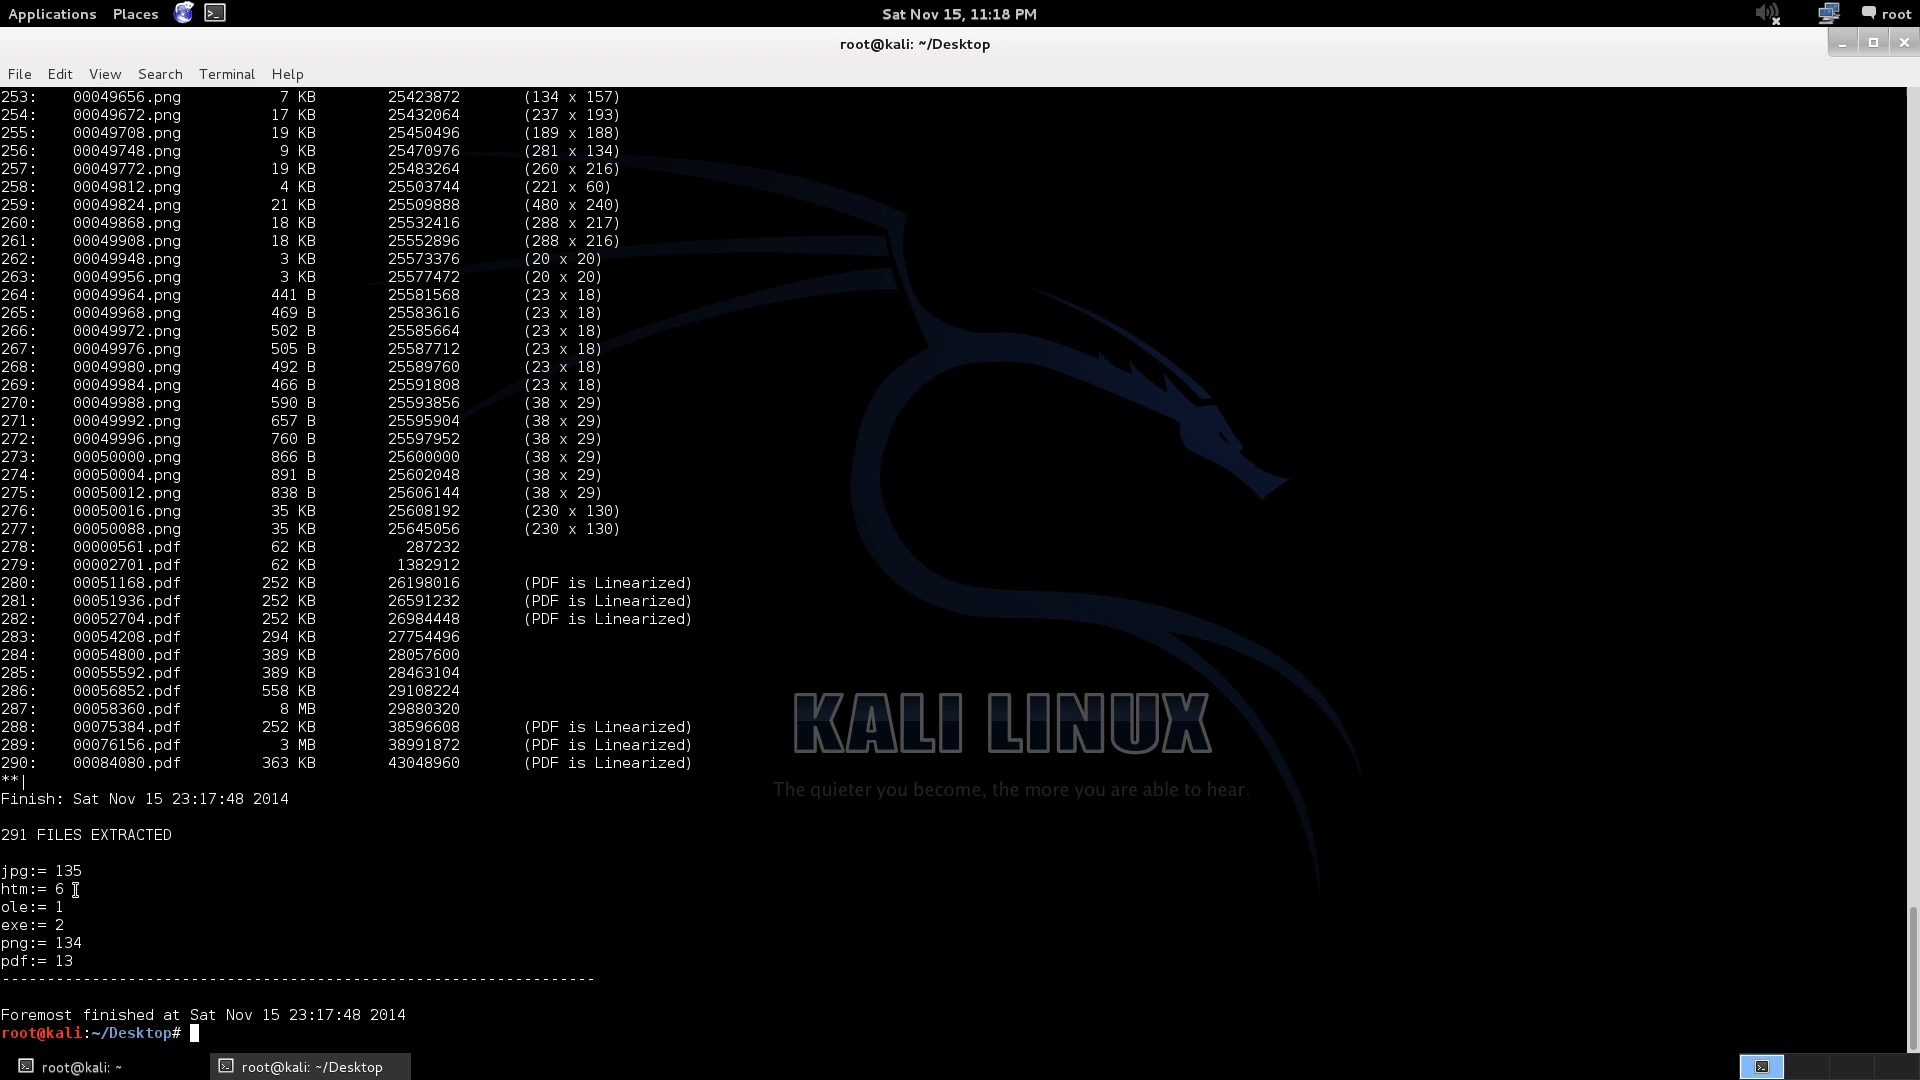 Applications Places Sat Nov 15, 11:18 PM root
root@kali: ~/Desktop
File Edit View Search Terminal Help
253: 00049656.png 7 KB 25423872 (134 x 157)
254: 00049672.png 17 KB 25432064 (237 x 193)
255: 00049708.png 19 KB 25450496 (189 x 188)
256: 00049748.png 9 KB 25470976 (281 x 134)
257: 00049772.png 19 KB 25483264 (260 x 216)
258: 00049812.png 4 KB 25503744 (221 x 60)
259: 00049824.png 21 KB 25509888 (480 x 240)
260: 00049868.png 18 KB 25532416 (288 x 217)
261: 00049908.png 18 KB 25552896 (288 x 216)
262: 00049948.png 3 KB 25573376 (20 x 20)
263: 00049956.png 3 KB 25577472 (20 x 20)
264: 00049964.png 441 B 25581568 (23 x 18)
265: 00049968.png 469 B 25583616 (23 x 18)
266: 00049972.png 502 B 25585664 (23 x 18)
267: 00049976.png 505 B 25587712 (23 x 18)
268: 00049980.png 492 B 25589760 (23 x 18)
269: 00049984.png 466 B 25591808 (23 x 18)
270: 00049988.png 590 B 25593856 (38 x 29)
271: 00049992.png 657 B 25595904 (38 x 29)
272: 00049996.png 760 B 25597952 (38 x 29)
273: 00050000.png 866 B 25600000 (38 x 29)
274: 00050004.png 891 B 25602048 (38 x 29)
275: 00050012.png 838 B 25606144 (38 x 29)
276: 00050016.png 35 KB 25608192 (230 x 130)
277: 00050088.png 35 KB 25645056 (230 x 130)
278: 00000561.pdf 62 KB 287232
279: 00002701.pdf 62 KB 1382912
280: 00051168.pdf 252 KB 26198016 (PDF is Linearized)
281: 00051936.pdf 252 KB 26591232 (PDF is Linearized)
282: 00052704.pdf 252 KB 26984448 (PDF is Linearized)
283: 00054208.pdf 294 KB 27754496
284: 00054800.pdf 389 KB 28057600
285: 00055592.pdf 389 KB 28463104
286: 00056852.pdf 558 KB 29108224
287: 00058360.pdf 8 MB 29880320
288: 00075384.pdf 252 KB 38596608 (PDF is Linearized)
289: 00076156.pdf 3 MB 38991872 (PDF is Linearized)
290: 00084080.pdf 363 KB 43048960 (PDF is Linearized)
**|
Finish: Sat Nov 15 23:17:48 2014
291 FILES EXTRACTED
jpg:= 135
htm:= 6
ole:= 1
exe:= 2
png:= 134
pdf:= 13
------------------------------------------------------------------
Foremost finished at Sat Nov 15 23:17:48 2014
root@kali:~/Desktop#
KALI LINUX
The quieter you become, the more you are able to hear.
root@kali: ~ root@kali: ~/Desktop